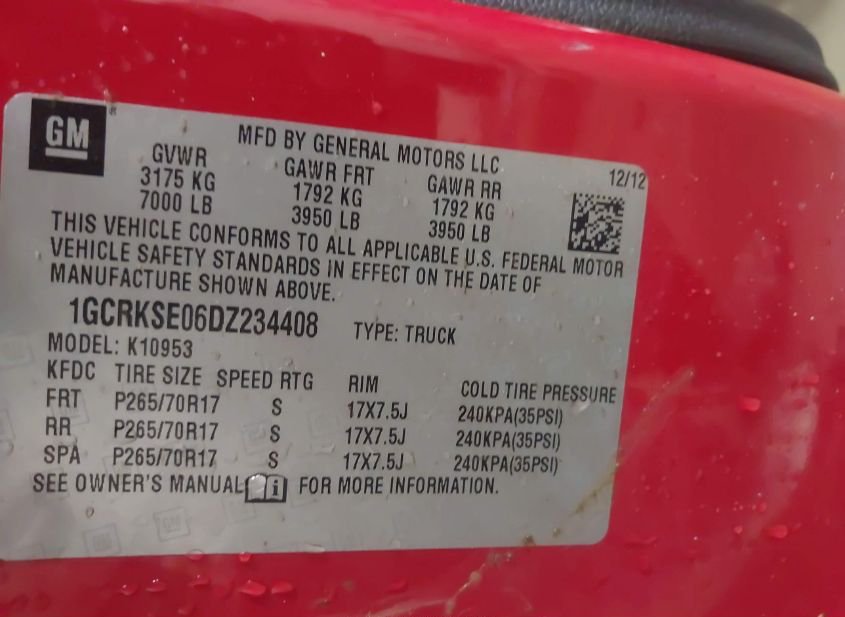 GM
MFD BY GENERAL MOTORS LLC
12/12
GVWR GAWR FRT GAWR RR
3175 KG 1792 KG 1792 KG
7000 LB 3950 LB 3950 LB
THIS VEHICLE CONFORMS TO ALL APPLICABLE U.S. FEDERAL MOTOR
VEHICLE SAFETY STANDARDS IN EFFECT ON THE DATE OF
MANUFACTURE SHOWN ABOVE.
1GCRKSE06DZ234408 TYPE: TRUCK
MODEL: K10953
KFDC TIRE SIZE SPEED RTG RIM COLD TIRE PRESSURE
FRT P265/70R17 S 17X7.5J 240KPA(35PSI)
RR P265/70R17 S 17X7.5J 240KPA(35PSI)
SPA P265/70R17 S 17X7.5J 240KPA(35PSI)
SEE OWNER'S MANUAL i FOR MORE INFORMATION.